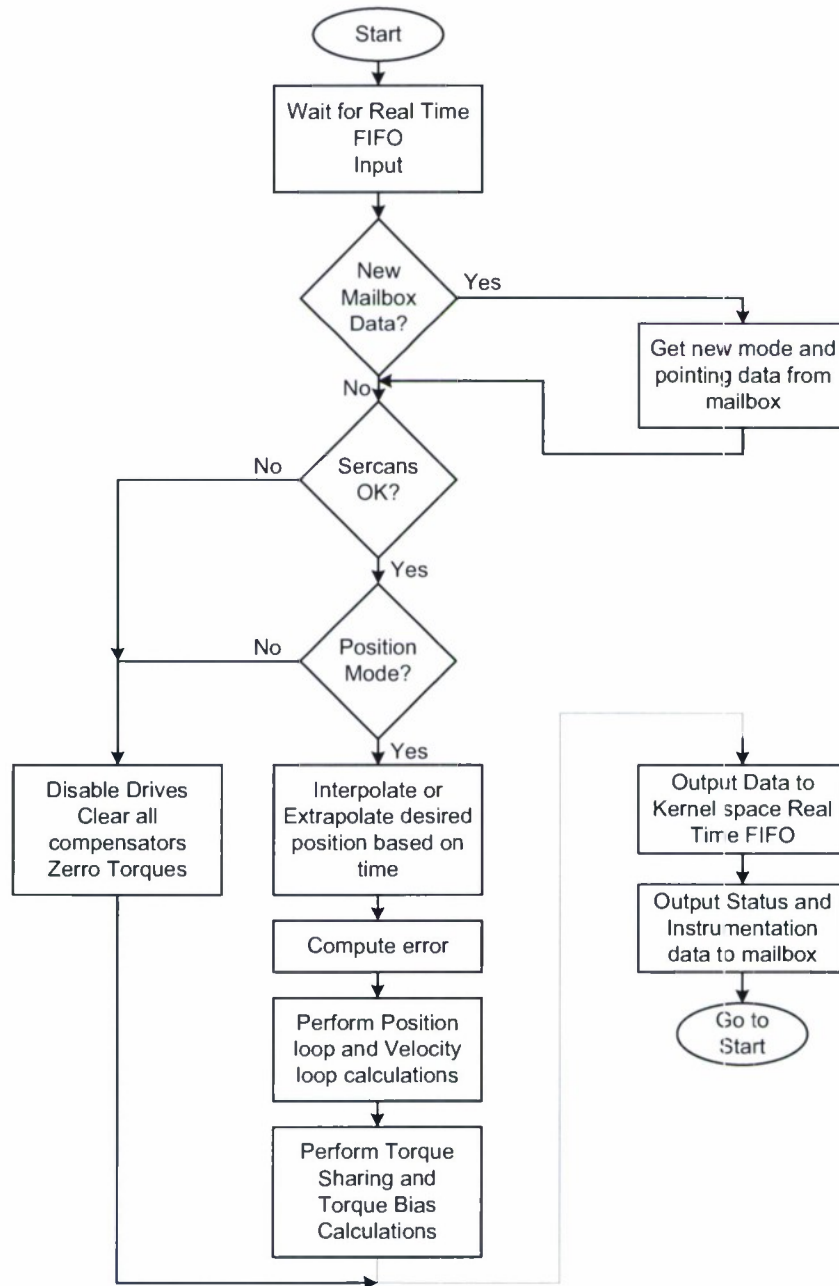 Start
Wait for Real Time
FIFO
Input
New
Mailbox
Data?
Yes
Get new mode and
pointing data from
mailbox
No
Sercans
OK?
No
Yes
Position
Mode?
No
Yes
Disable Drives
Clear all
compensators
Zerro Torques
Interpolate or
Extrapolate desired
position based on
time
Compute error
Perform Position
loop and Velocity
loop calculations
Perform Torque
Sharing and
Torque Bias
Calculations
Output Data to
Kernel space Real
Time FIFO
Output Status and
Instrumentation
data to mailbox
Go to
Start